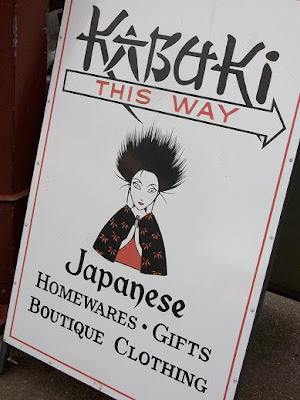 KABUKi
THIS WAY
Japanese
HOMEWARES • GIFTS
BOUTIQUE CLOTHING